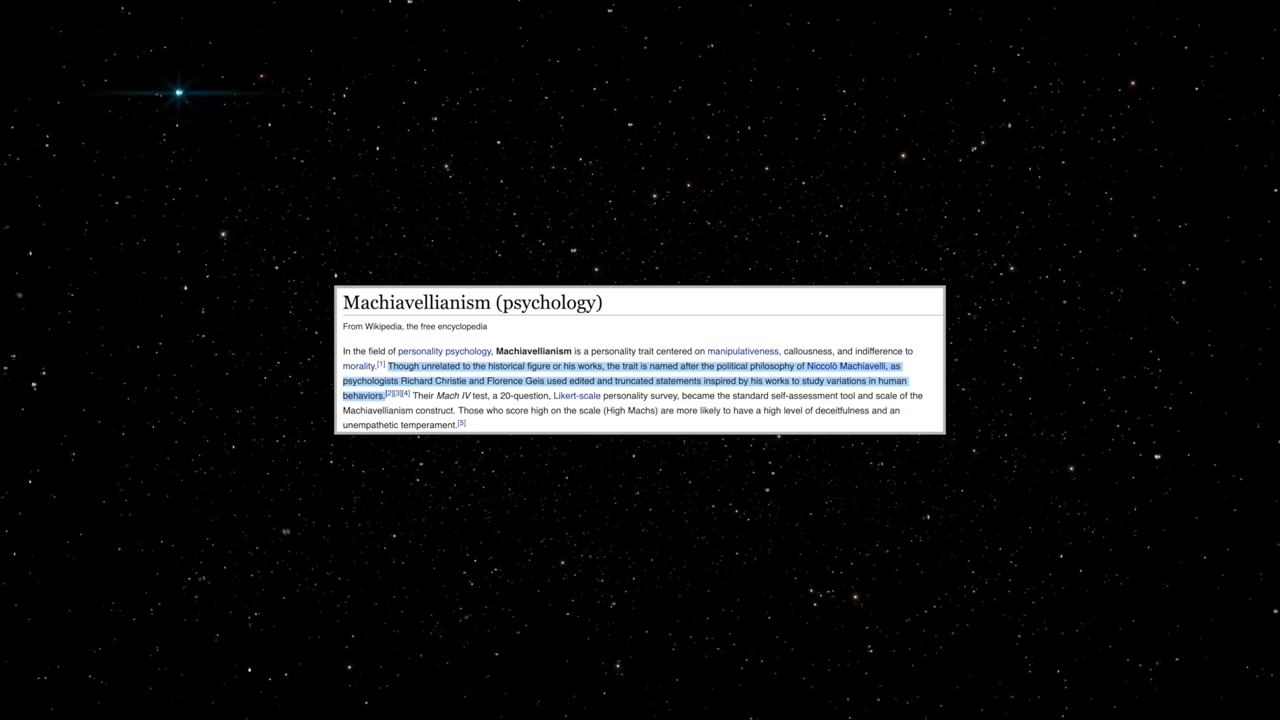 Machiavellianism (psychology)
From Wikipedia, the free encyclopedia
In the field of personality psychology, Machiavellianism is a personality trait centered on manipulativeness, callousness, and indifference to
morality.[1] Though unrelated to the historical figure or his works, the trait is named after the political philosophy of Niccolò Machiavelli, as
psychologists Richard Christie and Florence Geis used edited and truncated statements inspired by his works to study variations in human
behaviors.[2][3][4] Their Mach IV test, a 20-question, Likert-scale personality survey, became the standard self-assessment tool and scale of the
Machiavellianism construct. Those who score high on the scale (High Machs) are more likely to have a high level of deceitfulness and an
unempathetic temperament.[5]